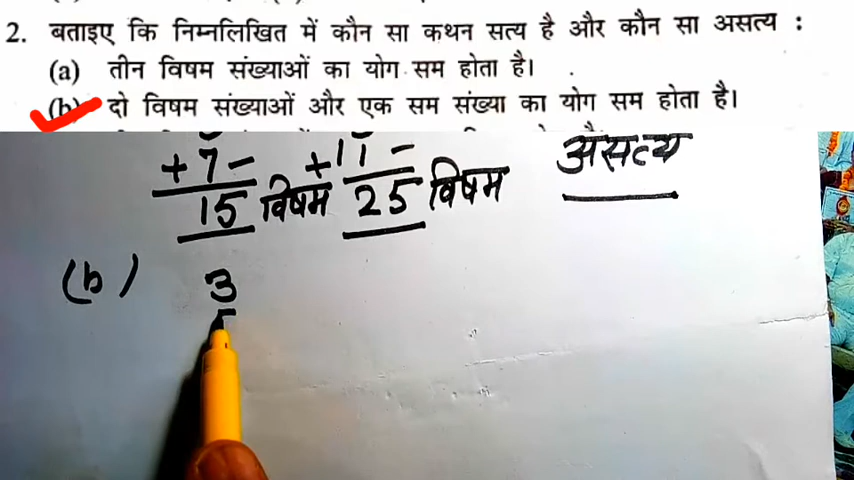 2. बताइए कि निम्नलिखित में कौन सा कथन सत्य है और कौन सा असत्य :
(a) तीन विषम संख्याओं का योग सम होता है।
(b) दो विषम संख्याओं और एक सम संख्या का योग सम होता है।
+7 - +11 - असत्य
15 विषम 25 विषम
(b) 3